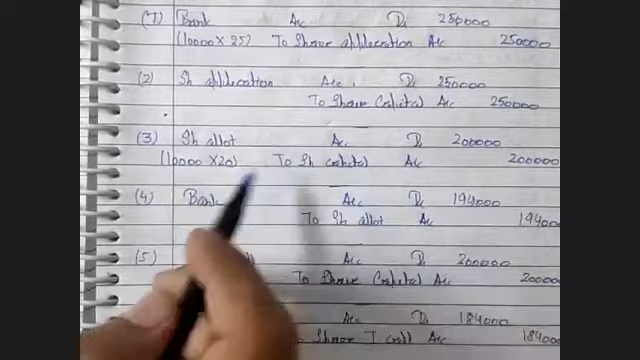 (1) Bank A/c Dr 250000
(10000 X 25) To Share application A/c 250000
(2) Sh application A/c. Dr 250000
To Share Capital A/c 250000
(3) Sh allot A/c Dr 200000
(10000 X 20) To Sh capital A/c 200000
(4) Bank A/c Dr 194000
To Sh allot A/c 194000
(5) A/c Dr 200000
To Share Capital A/c 200000
A/c Dr 184000
To Share I call A/c 184000